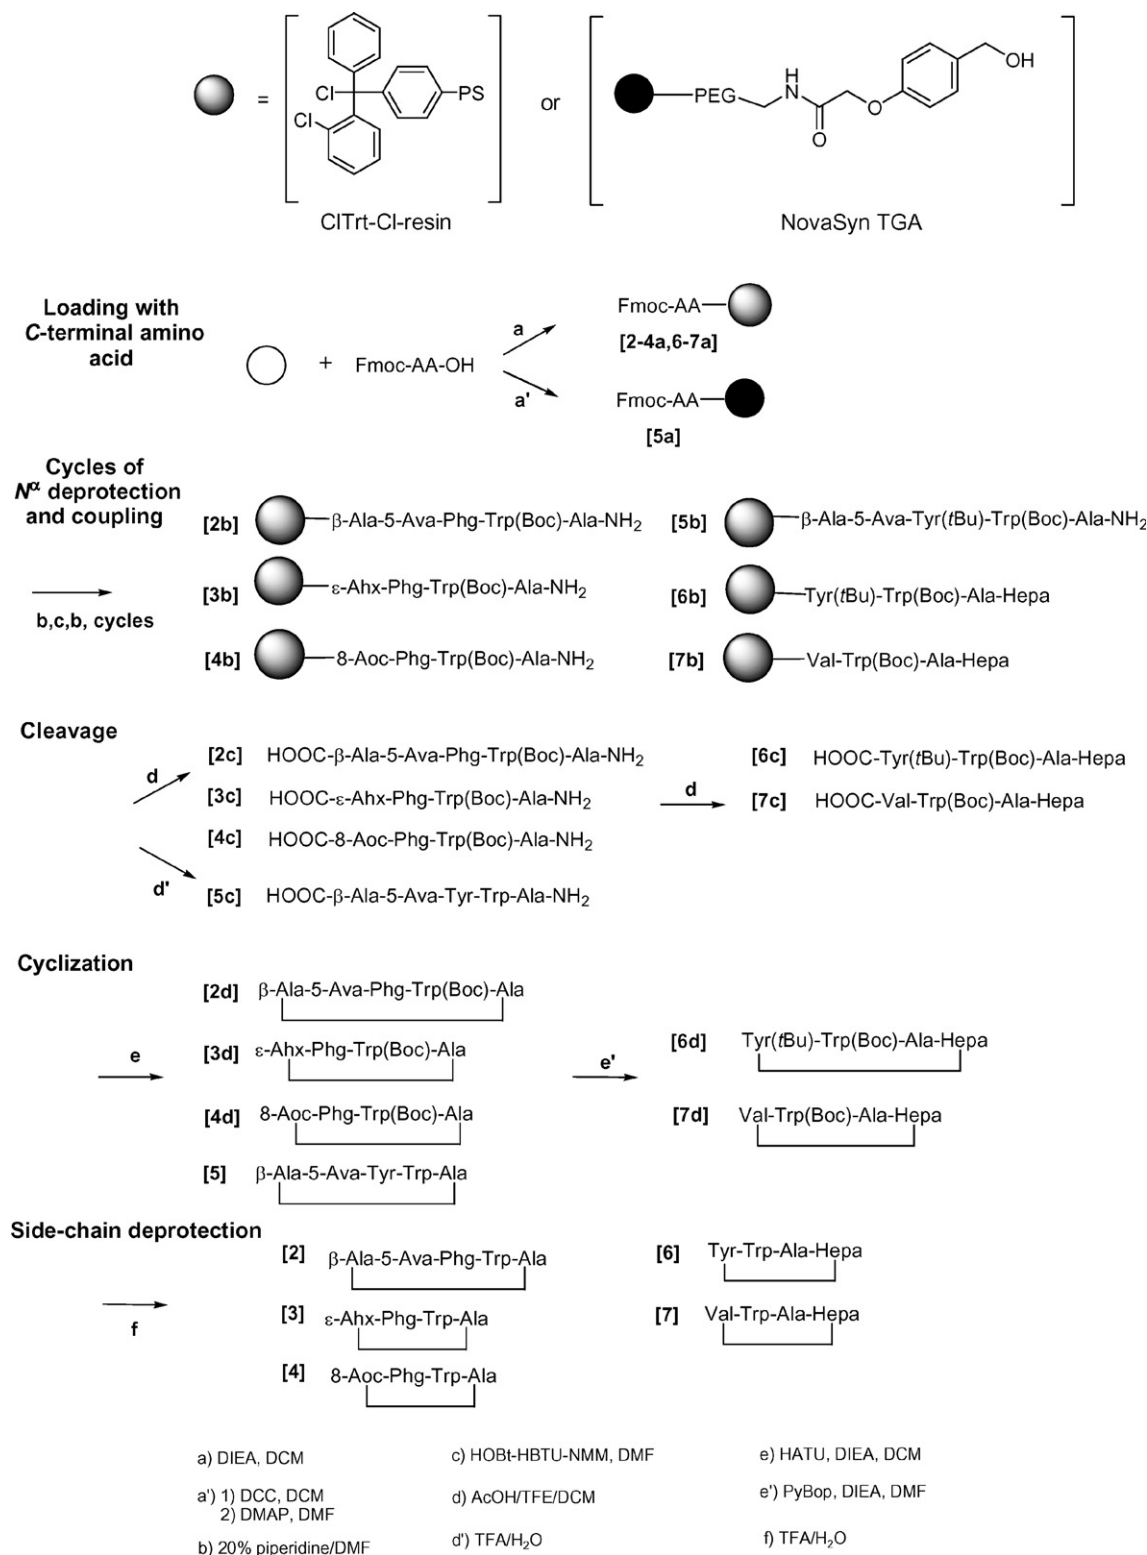 Cl
Cl
PS
= or
PEG
H
N
O
O
OH
ClTrt-Cl-resin
NovaSyn TGA
Loading with
C-terminal amino
acid
+ Fmoc-AA-OH
a
a'
Fmoc-AA
[2-4a,6-7a]
Fmoc-AA
[5a]
Cycles of
Nα deprotection
and coupling
b,c,b, cycles
[2b] β-Ala-5-Ava-Phg-Trp(Boc)-Ala-NH2
[5b] β-Ala-5-Ava-Tyr(tBu)-Trp(Boc)-Ala-NH2
[3b] ε-Ahx-Phg-Trp(Boc)-Ala-NH2
[6b] Tyr(tBu)-Trp(Boc)-Ala-Hepa
[4b] 8-Aoc-Phg-Trp(Boc)-Ala-NH2
[7b] Val-Trp(Boc)-Ala-Hepa
Cleavage
d
d'
[2c] HOOC-β-Ala-5-Ava-Phg-Trp(Boc)-Ala-NH2
[3c] HOOC-ε-Ahx-Phg-Trp(Boc)-Ala-NH2
[4c] HOOC-8-Aoc-Phg-Trp(Boc)-Ala-NH2
[5c] HOOC-β-Ala-5-Ava-Tyr-Trp-Ala-NH2
d
[6c] HOOC-Tyr(tBu)-Trp(Boc)-Ala-Hepa
[7c] HOOC-Val-Trp(Boc)-Ala-Hepa
Cyclization
e
[2d] β-Ala-5-Ava-Phg-Trp(Boc)-Ala
[3d] ε-Ahx-Phg-Trp(Boc)-Ala
[4d] 8-Aoc-Phg-Trp(Boc)-Ala
[5] β-Ala-5-Ava-Tyr-Trp-Ala
e'
[6d] Tyr(tBu)-Trp(Boc)-Ala-Hepa
[7d] Val-Trp(Boc)-Ala-Hepa
Side-chain deprotection
f
[2] β-Ala-5-Ava-Phg-Trp-Ala
[3] ε-Ahx-Phg-Trp-Ala
[4] 8-Aoc-Phg-Trp-Ala
[6] Tyr-Trp-Ala-Hepa
[7] Val-Trp-Ala-Hepa
a) DIEA, DCM
a') 1) DCC, DCM
2) DMAP, DMF
b) 20% piperidine/DMF
c) HOBt-HBTU-NMM, DMF
d) AcOH/TFE/DCM
d') TFA/H2O
e) HATU, DIEA, DCM
e') PyBop, DIEA, DMF
f) TFA/H2O